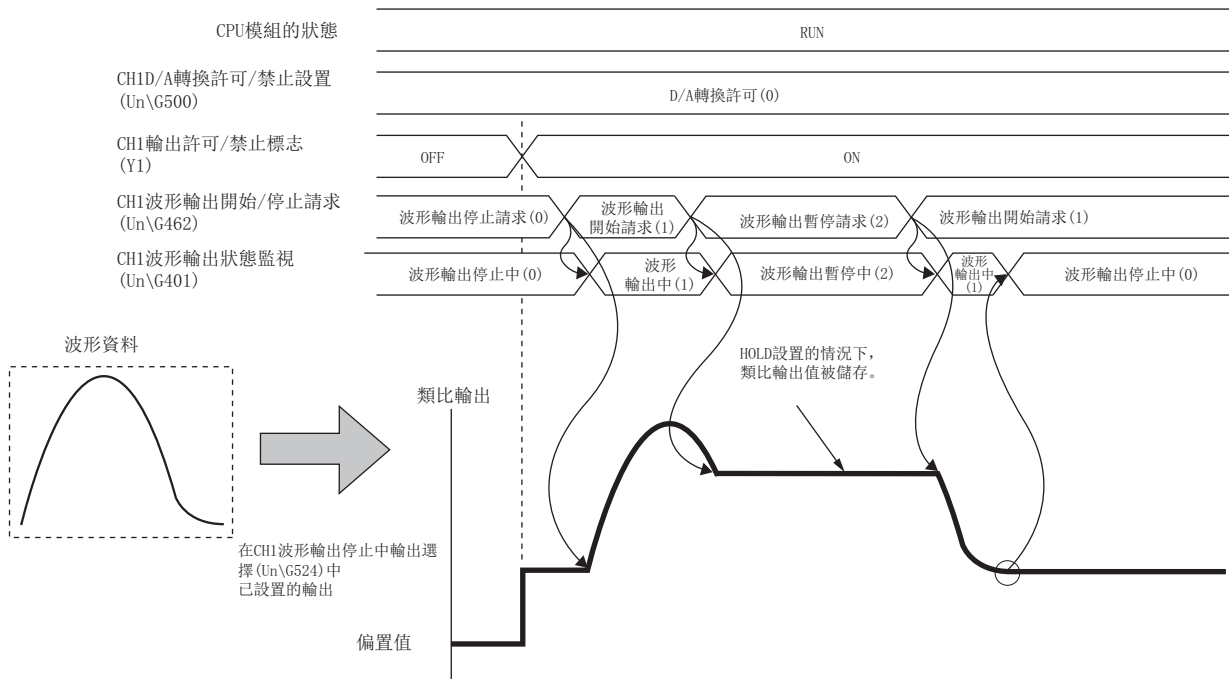 CPU模組的狀態
RUN
CH1D/A轉換許可/禁止設置
(Un\G500)
D/A轉換許可(0)
CH1輸出許可/禁止標志
(Y1)
OFF
ON
CH1波形輸出開始/停止請求
(Un\G462)
波形輸出停止請求(0)
波形輸出
開始請求(1)
波形輸出暫停請求(2)
波形輸出開始請求(1)
CH1波形輸出狀態監視
(Un\G401)
波形輸出停止中(0)
波形
輸出中(1)
波形輸出暫停中(2)
波形
輸出中
(1)
波形輸出停止中(0)
波形資料
HOLD設置的情況下，
類比輸出值被儲存。
類比輸出
在CH1波形輸出停止中輸出選
擇(Un\G524)中
已設置的輸出
偏置值